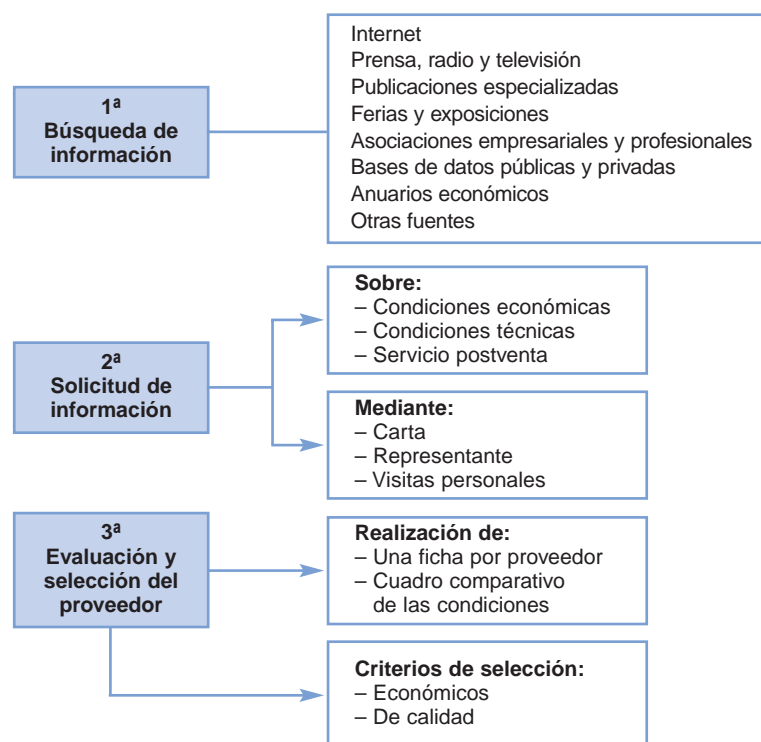 1ª
Búsqueda de
información
Internet
Prensa, radio y televisión
Publicaciones especializadas
Ferias y exposiciones
Asociaciones empresariales y profesionales
Bases de datos públicas y privadas
Anuarios económicos
Otras fuentes
2ª
Solicitud de
información
Sobre:
– Condiciones económicas
– Condiciones técnicas
– Servicio postventa
Mediante:
– Carta
– Representante
– Visitas personales
3ª
Evaluación y
selección del
proveedor
Realización de:
– Una ficha por proveedor
– Cuadro comparativo
de las condiciones
Criterios de selección:
– Económicos
– De calidad